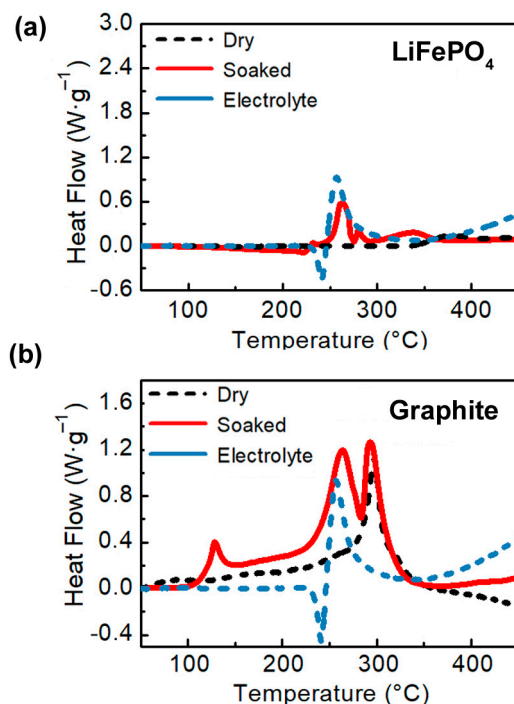 (a)
3.0
2.4
1.8
1.2
0.6
0.0
-0.6
Heat Flow (W·g⁻¹)
Dry
Soaked
Electrolyte
LiFePO₄
100 200 300 400
Temperature (°C)
(b)
1.6
1.2
0.8
0.4
0.0
-0.4
Heat Flow (W·g⁻¹)
Dry
Soaked
Electrolyte
Graphite
100 200 300 400
Temperature (°C)